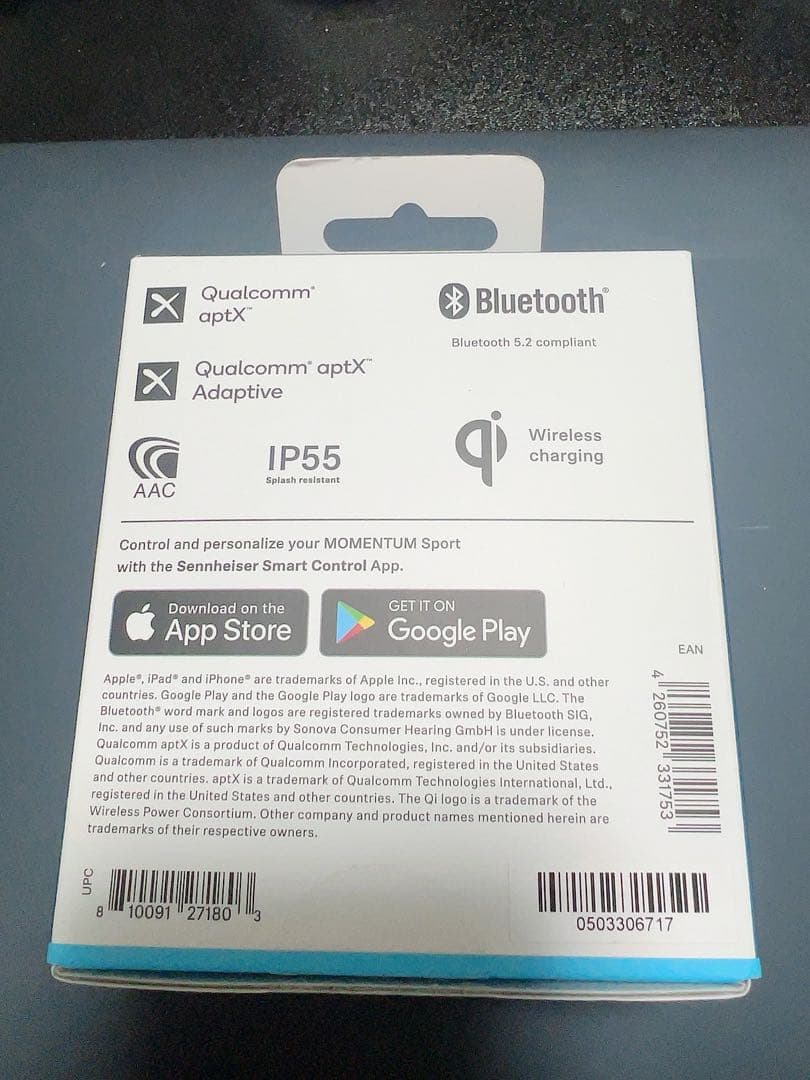 Qualcomm®
aptX™
Bluetooth®
Bluetooth 5.2 compliant
Qualcomm® aptX™
Adaptive
AAC
IP55
Splash resistant
qi
Wireless
charging
Control and personalize your MOMENTUM Sport
with the Sennheiser Smart Control App.
Download on the
App Store
GET IT ON
Google Play
EAN
4 260752 331753
Apple®, iPad® and iPhone® are trademarks of Apple Inc., registered in the U.S. and other
countries. Google Play and the Google Play logo are trademarks of Google LLC. The
Bluetooth® word mark and logos are registered trademarks owned by Bluetooth SIG,
Inc. and any use of such marks by Sonova Consumer Hearing GmbH is under license.
Qualcomm aptX is a product of Qualcomm Technologies, Inc. and/or its subsidiaries.
Qualcomm is a trademark of Qualcomm Incorporated, registered in the United States
and other countries. aptX is a trademark of Qualcomm Technologies International, Ltd.,
registered in the United States and other countries. The Qi logo is a trademark of the
Wireless Power Consortium. Other company and product names mentioned herein are
trademarks of their respective owners.
UPC
8 10091 27180 3
0503306717